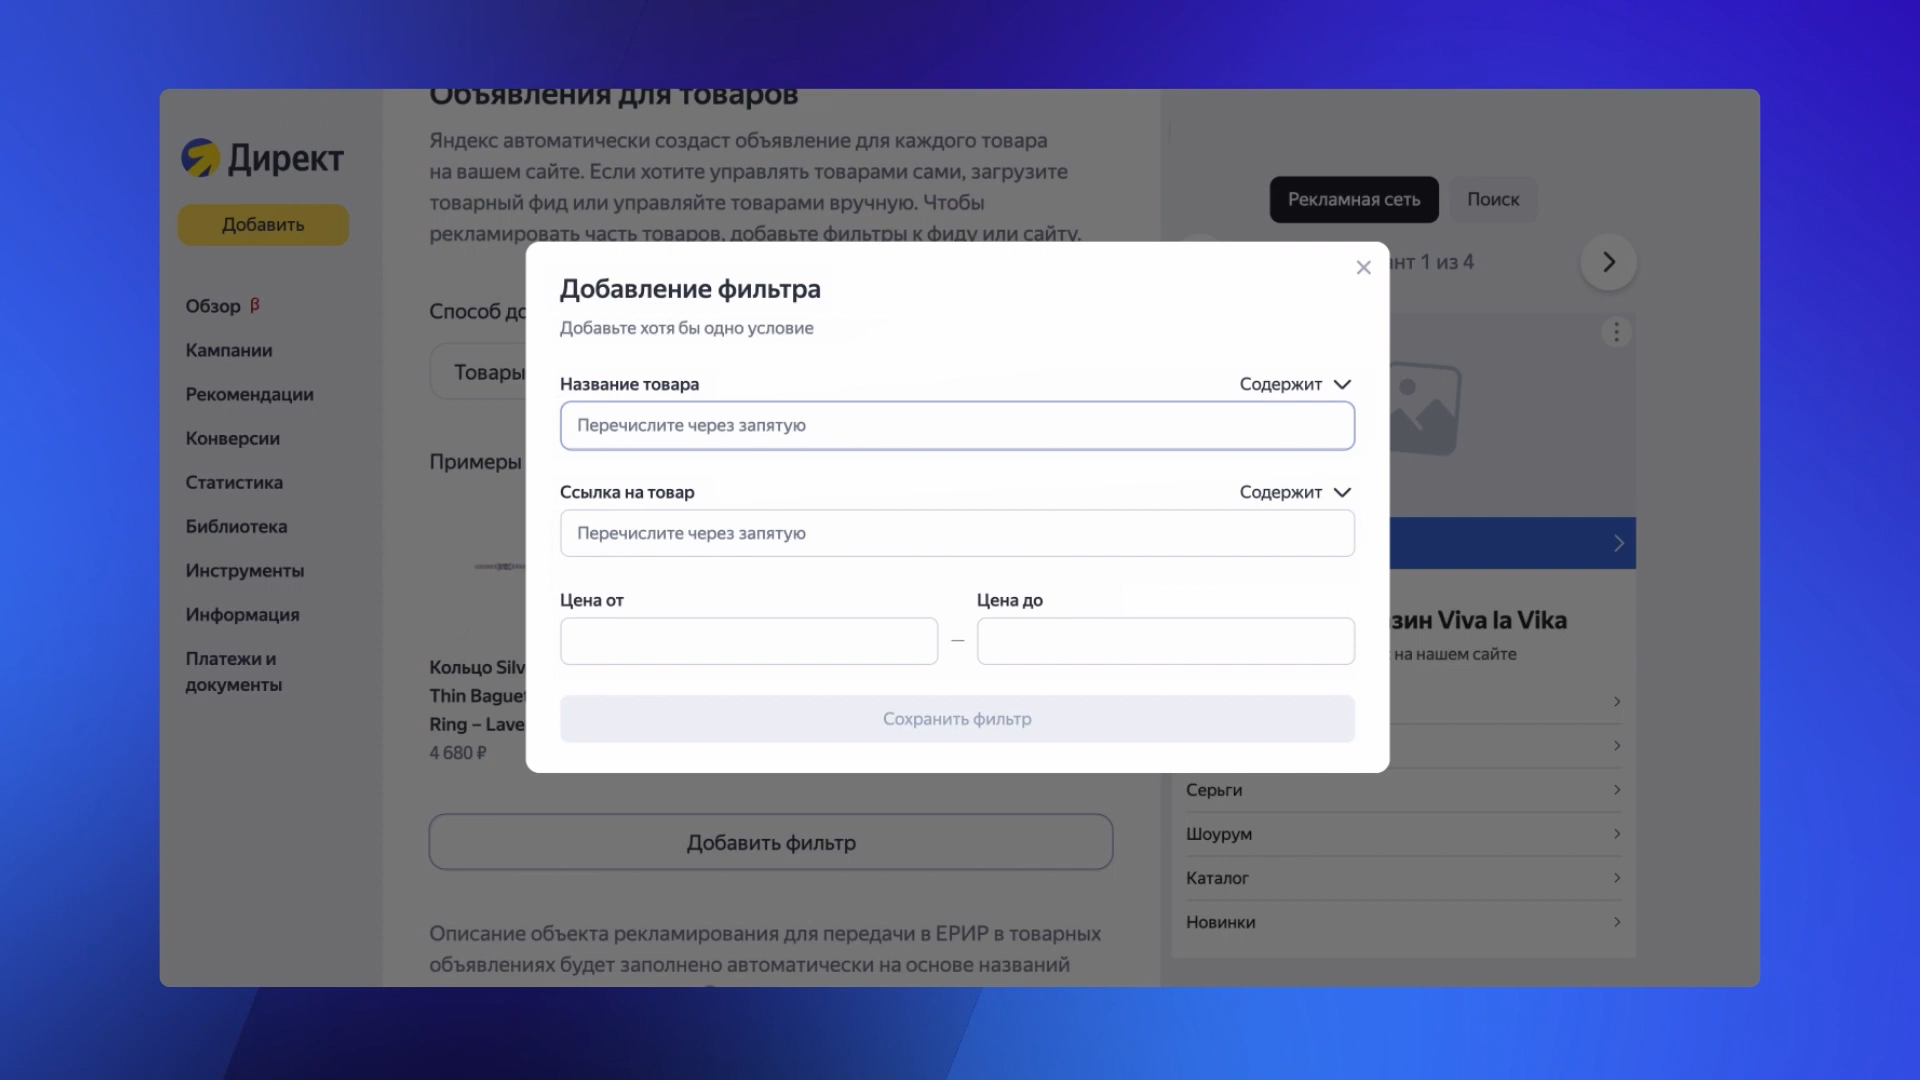 Директ
Добавить
Обзор β
Кампании
Рекомендации
Конверсии
Статистика
Библиотека
Инструменты
Информация
Платежи и
документы
Объявления для товаров
Яндекс автоматически создаст объявление для каждого товара
на вашем сайте. Если хотите управлять товарами сами, загрузите
товарный фид или управляйте товарами вручную. Чтобы
рекламировать часть товаров, добавьте фильтры к фиду или сайту.
Способ
Товары
Примеры
Кольцо
Thin
Ring –
4 680 ₽
Добавить фильтр
Описание объекта рекламирования для передачи в ЕРИР в товарных
объявлениях будет заполнено автоматически на основе названий
Добавление фильтра
Добавьте хотя бы одно условие
Название товара
Содержит
Перечислите через запятую
Ссылка на товар
Содержит
Перечислите через запятую
Цена от
Цена до
—
Сохранить фильтр
Рекламная сеть
Поиск
1 из 4
Viva la Vika
на нашем сайте
Серьги
Шоурум
Каталог
Новинки